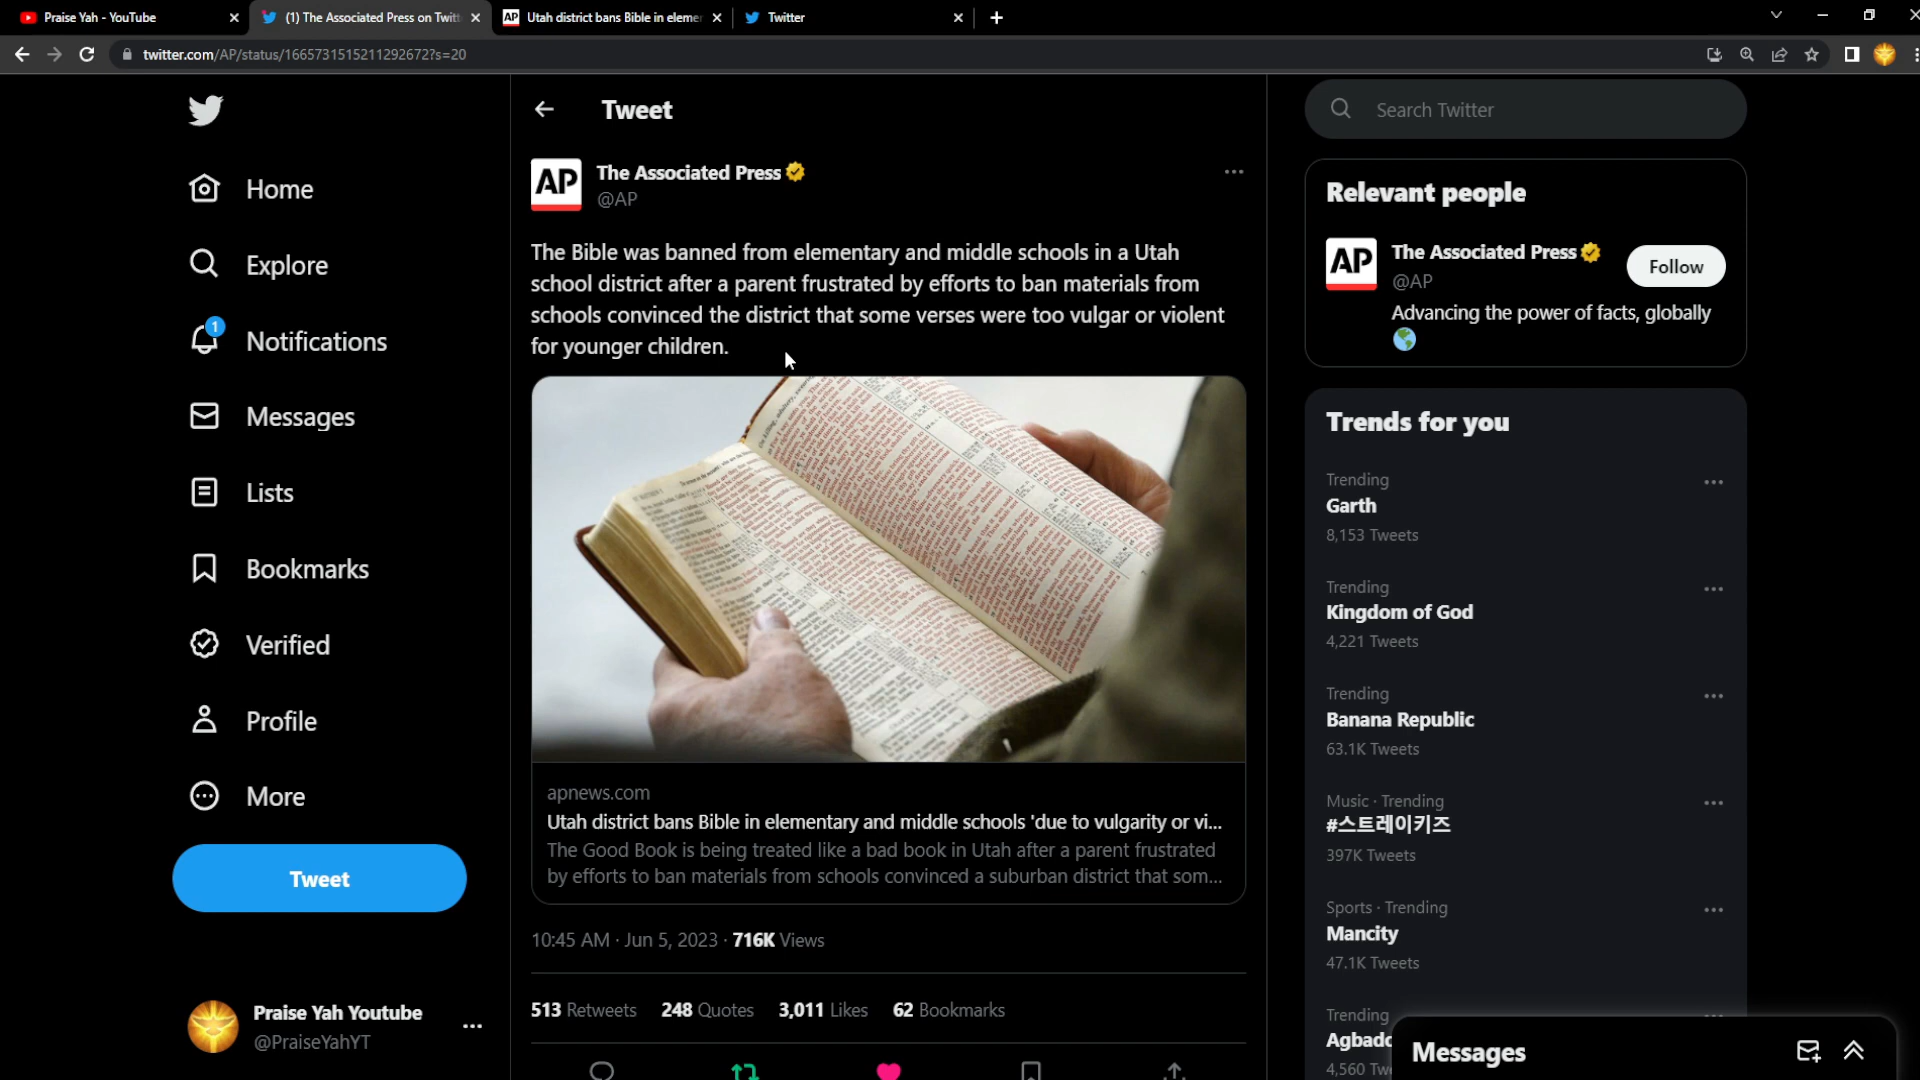 Praise Yah - YouTube
(1) The Associated Press on Twit
AP Utah district bans Bible in eleme
Twitter
twitter.com/AP/status/1665731515211292672?s=20
Home
Explore
1
Notifications
Messages
Lists
Bookmarks
Verified
Profile
More
Tweet
Praise Yah Youtube
@PraiseYahYT
Tweet
AP
The Associated Press
@AP
The Bible was banned from elementary and middle schools in a Utah
school district after a parent frustrated by efforts to ban materials from
schools convinced the district that some verses were too vulgar or violent
for younger children.
apnews.com
Utah district bans Bible in elementary and middle schools 'due to vulgarity or vi...
The Good Book is being treated like a bad book in Utah after a parent frustrated
by efforts to ban materials from schools convinced a suburban district that som...
10:45 AM · Jun 5, 2023 · 716K Views
513 Retweets 248 Quotes 3,011 Likes 62 Bookmarks
Search Twitter
Relevant people
AP
The Associated Press
@AP
Follow
Advancing the power of facts, globally
Trends for you
Trending
Garth
8,153 Tweets
Trending
Kingdom of God
4,221 Tweets
Trending
Banana Republic
63.1K Tweets
Music · Trending
#스트레이키즈
397K Tweets
Sports · Trending
Mancity
47.1K Tweets
Trending
Agbado
4,560 Twe
Messages